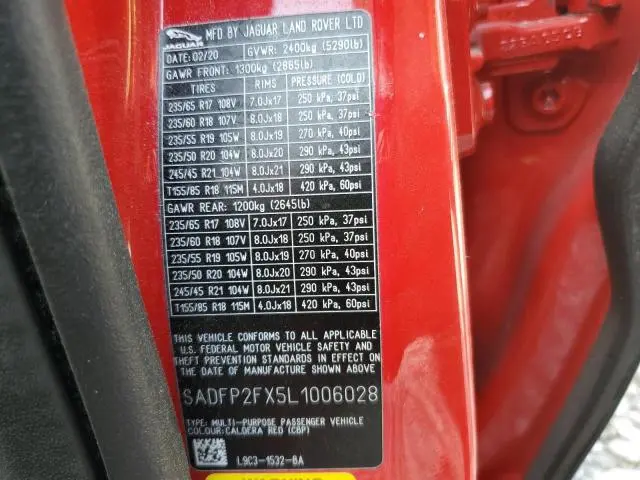 JAGUAR
MFD BY JAGUAR LAND ROVER LTD
DATE: 02/20 GVWR: 2400kg (5290lb)
GAWR FRONT: 1300kg (2865lb)
TIRES RIMS PRESSURE (COLD)
235/65 R17 108V 7.0Jx17 250 kPa, 37psi
235/60 R18 107V 8.0Jx18 250 kPa, 37psi
235/55 R19 105W 8.0Jx19 270 kPa, 40psi
235/50 R20 104W 8.0Jx20 290 kPa, 43psi
245/45 R21 104W 8.0Jx21 290 kPa, 43psi
T155/85 R18 115M 4.0Jx18 420 kPa, 60psi
GAWR REAR: 1200kg (2645lb)
235/65 R17 108V 7.0Jx17 250 kPa, 37psi
235/60 R18 107V 8.0Jx18 250 kPa, 37psi
235/55 R19 105W 8.0Jx19 270 kPa, 40psi
235/50 R20 104W 8.0Jx20 290 kPa, 43psi
245/45 R21 104W 8.0Jx21 290 kPa, 43psi
T155/85 R18 115M 4.0Jx18 420 kPa, 60psi
THIS VEHICLE CONFORMS TO ALL APPLICABLE
U.S. FEDERAL MOTOR VEHICLE SAFETY AND
THEFT PREVENTION STANDARDS IN EFFECT ON
THE DATE OF MANUFACTURE SHOWN ABOVE.
SADFP2FX5L1006028
TYPE: MULTI-PURPOSE PASSENGER VEHICLE
COLOUR: CALDERA RED (CBP)
L9C3-1532-BA
WARNING